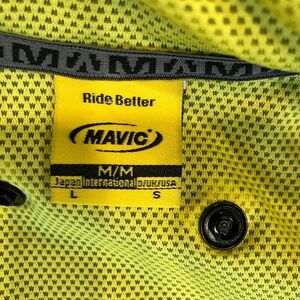 Ride Better
MAVIC
M/M
Japan International D/UK/USA
L S